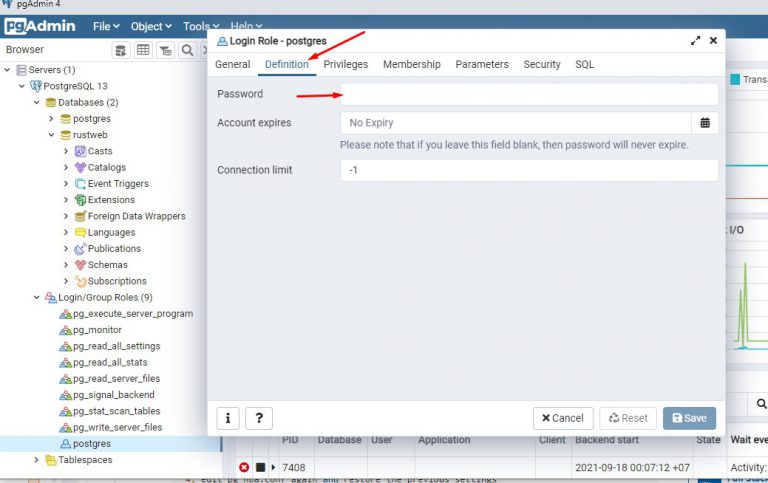 pgAdmin 4
pgAdmin File Object Tools Help
Browser
Servers (1)
PostgreSQL 13
Databases (2)
postgres
rustweb
Casts
Catalogs
Event Triggers
Extensions
Foreign Data Wrappers
Languages
Publications
Schemas
Subscriptions
Login/Group Roles (9)
pg_execute_server_program
pg_monitor
pg_read_all_settings
pg_read_all_stats
pg_read_server_files
pg_signal_backend
pg_stat_scan_tables
pg_write_server_files
postgres
Tablespaces
Login Role - postgres
General Definition Privileges Membership Parameters Security SQL
Password
Account expires No Expiry
Please note that if you leave this field blank, then password will never expire.
Connection limit -1
i ? Cancel Reset Save
Trans
I/O
PID Database User Application Client Backend start State Wait eve
7408 2021-09-18 00:07:12 +07 Activity:
4. edit pg_hba.com again and restore the previous settings